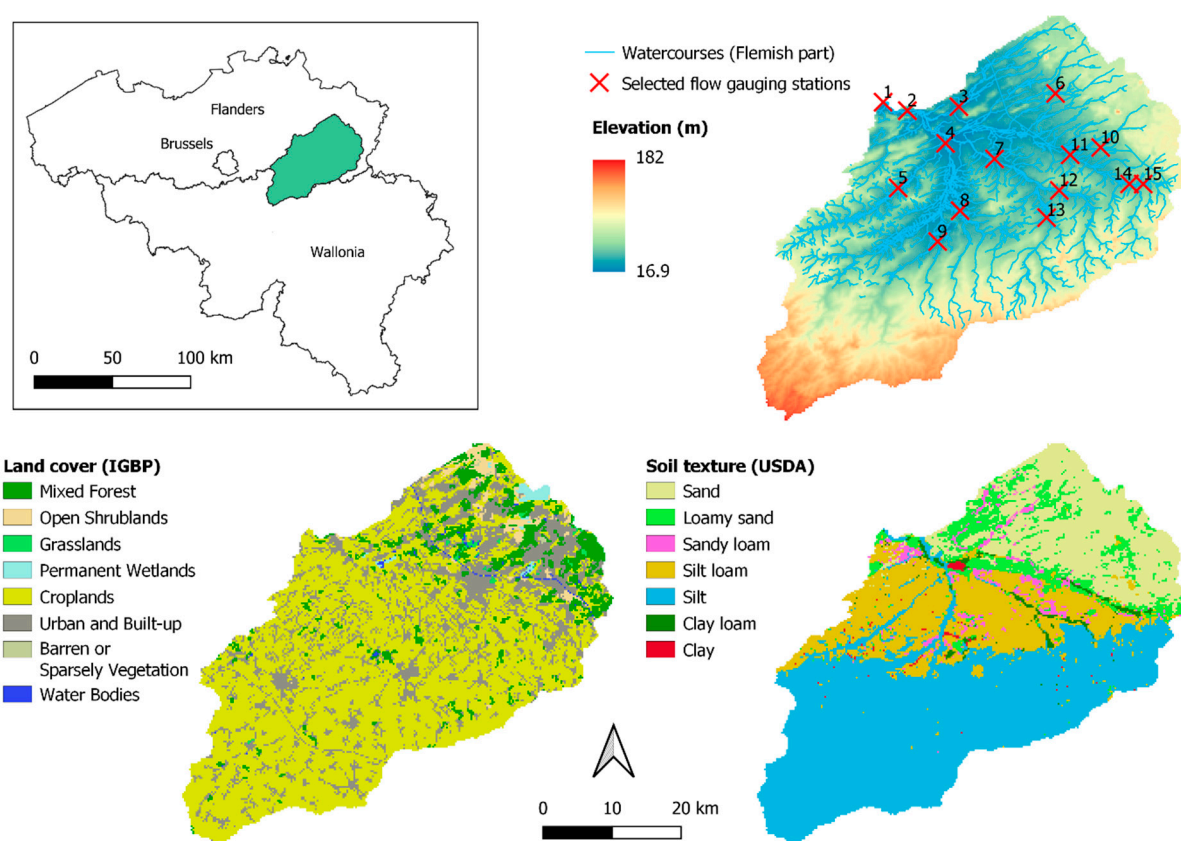 Flanders
Brussels
Wallonia
0 50 100 km
Watercourses (Flemish part)
Selected flow gauging stations
Elevation (m)
182
16.9
1
2
3
4
5
6
7
8
9
10
11
12
13
14
15
Land cover (IGBP)
Mixed Forest
Open Shrublands
Grasslands
Permanent Wetlands
Croplands
Urban and Built-up
Barren or
Sparsely Vegetation
Water Bodies
0 10 20 km
Soil texture (USDA)
Sand
Loamy sand
Sandy loam
Silt loam
Silt
Clay loam
Clay